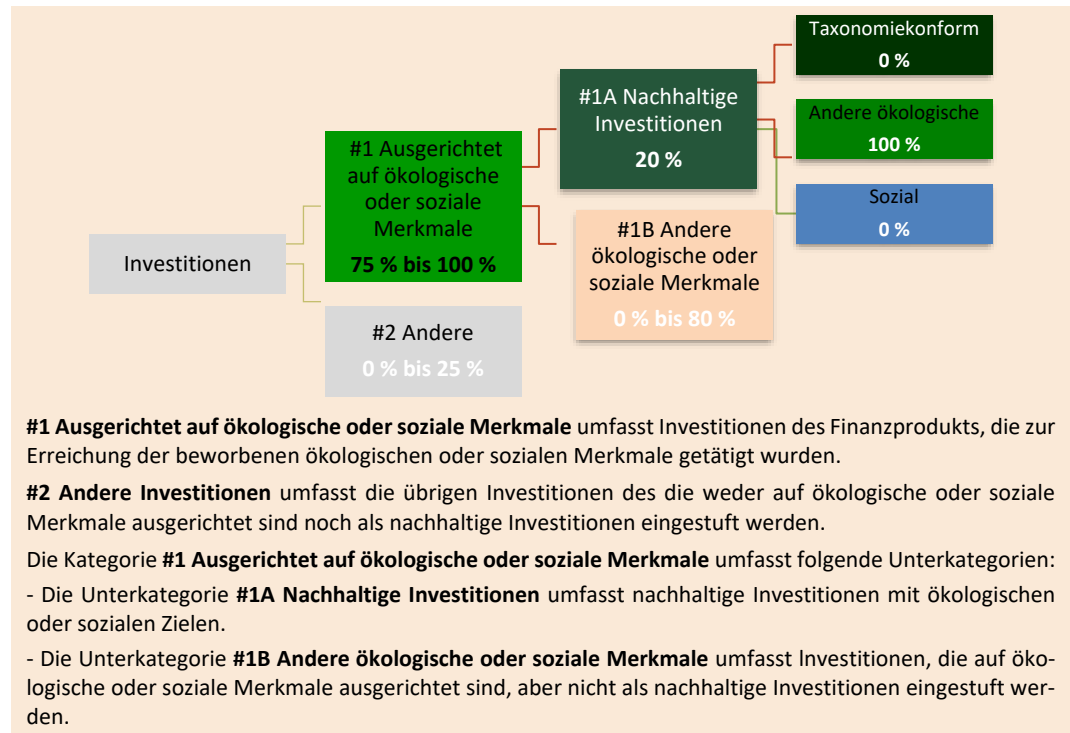 Investitionen
#1 Ausgerichtet
auf ökologische
oder soziale
Merkmale
75 % bis 100 %
#2 Andere
0 % bis 25 %
#1A Nachhaltige
Investitionen
20 %
#1B Andere
ökologische oder
soziale Merkmale
0 % bis 80 %
Taxonomiekonform
0 %
Andere ökologische
100 %
Sozial
0 %
#1 Ausgerichtet auf ökologische oder soziale Merkmale umfasst Investitionen des Finanzprodukts, die zur
Erreichung der beworbenen ökologischen oder sozialen Merkmale getätigt wurden.
#2 Andere Investitionen umfasst die übrigen Investitionen des die weder auf ökologische oder soziale
Merkmale ausgerichtet sind noch als nachhaltige Investitionen eingestuft werden.
Die Kategorie #1 Ausgerichtet auf ökologische oder soziale Merkmale umfasst folgende Unterkategorien:
- Die Unterkategorie #1A Nachhaltige Investitionen umfasst nachhaltige Investitionen mit ökologischen
oder sozialen Zielen.
- Die Unterkategorie #1B Andere ökologische oder soziale Merkmale umfasst lnvestitionen, die auf öko-
logische oder soziale Merkmale ausgerichtet sind, aber nicht als nachhaltige Investitionen eingestuft wer-
den.